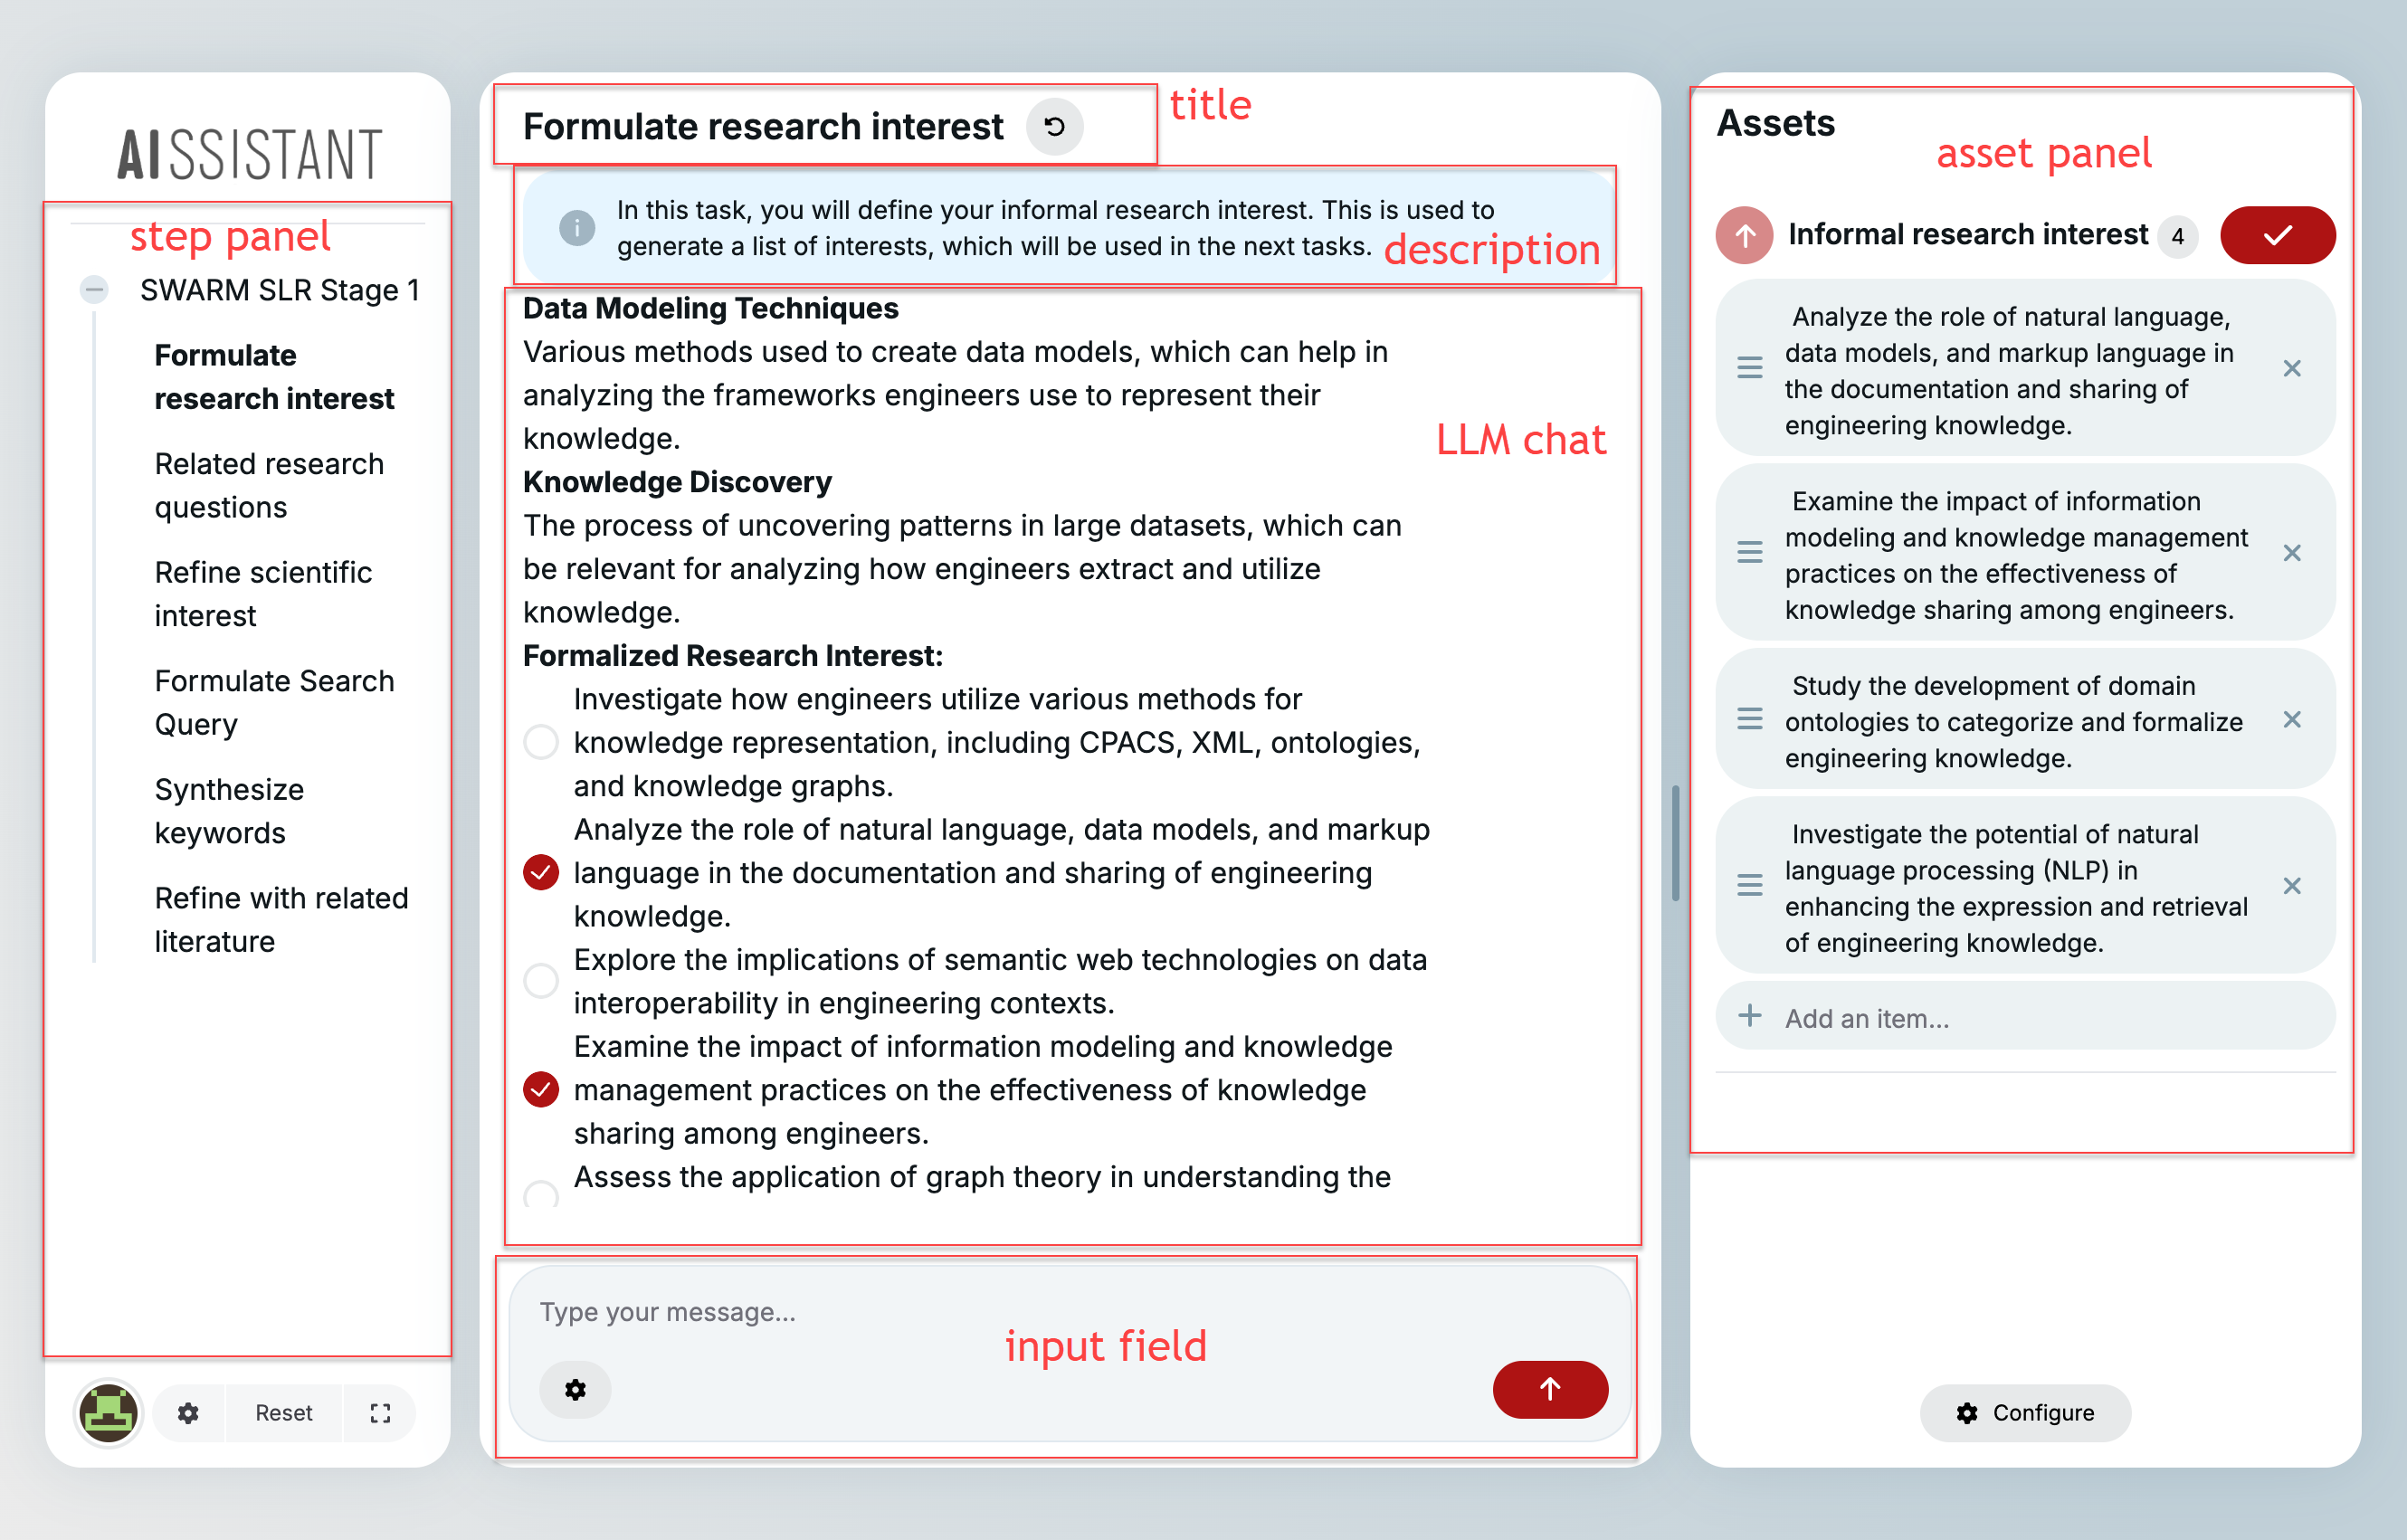 AISSISTANT
step panel
SWARM SLR Stage 1
Formulate
research interest
Related research
questions
Refine scientific
interest
Formulate Search
Query
Synthesize
keywords
Refine with related
literature
Reset
Formulate research interest
title
In this task, you will define your informal research interest. This is used to
generate a list of interests, which will be used in the next tasks.
description
Data Modeling Techniques
Various methods used to create data models, which can help in
analyzing the frameworks engineers use to represent their
knowledge.
LLM chat
Knowledge Discovery
The process of uncovering patterns in large datasets, which can
be relevant for analyzing how engineers extract and utilize
knowledge.
Formalized Research Interest:
Investigate how engineers utilize various methods for
knowledge representation, including CPACS, XML, ontologies,
and knowledge graphs.
Analyze the role of natural language, data models, and markup
language in the documentation and sharing of engineering
knowledge.
Explore the implications of semantic web technologies on data
interoperability in engineering contexts.
Examine the impact of information modeling and knowledge
management practices on the effectiveness of knowledge
sharing among engineers.
Assess the application of graph theory in understanding the
Type your message...
input field
Assets
asset panel
Informal research interest 4
Analyze the role of natural language,
data models, and markup language in
the documentation and sharing of
engineering knowledge.
Examine the impact of information
modeling and knowledge management
practices on the effectiveness of
knowledge sharing among engineers.
Study the development of domain
ontologies to categorize and formalize
engineering knowledge.
Investigate the potential of natural
language processing (NLP) in
enhancing the expression and retrieval
of engineering knowledge.
Add an item...
Configure